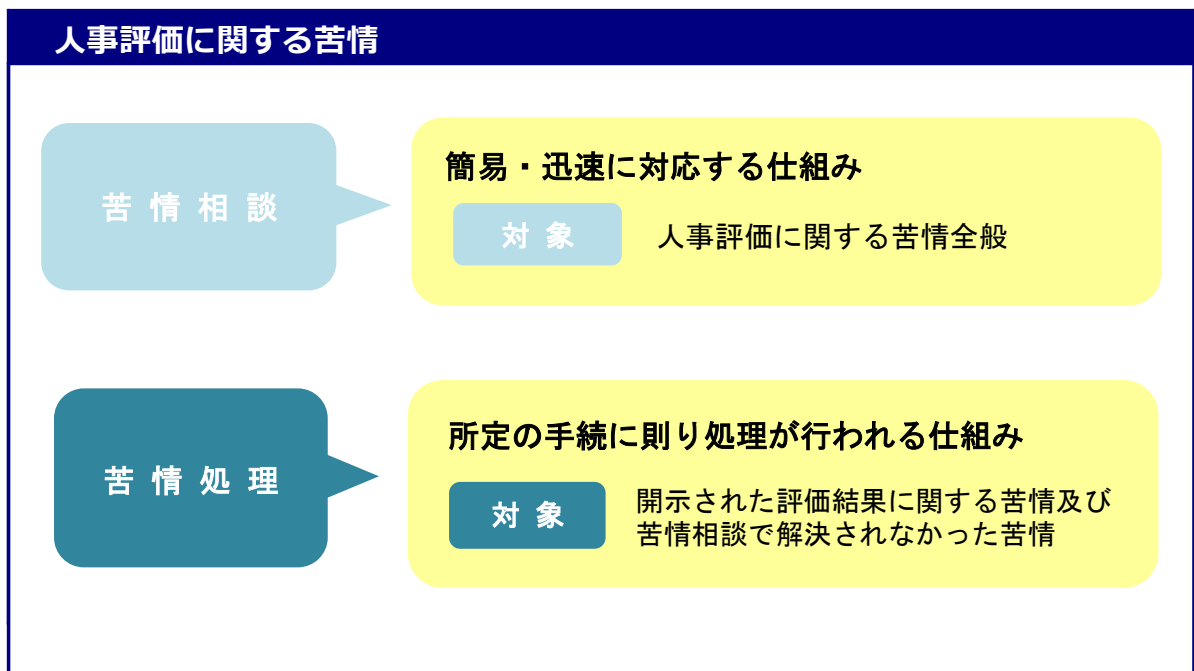 人事評価に関する苦情
苦情相談
簡易・迅速に対応する仕組み
対象
人事評価に関する苦情全般
苦情処理
所定の手続に則り処理が行われる仕組み
対象
開示された評価結果に関する苦情及び
苦情相談で解決されなかった苦情